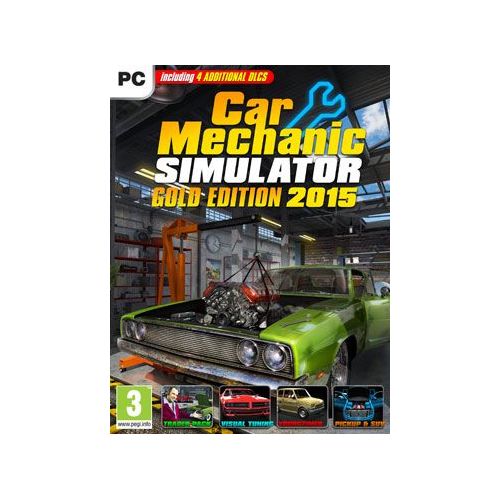 PC
including 4 ADDITIONAL DLCS
Car
Mechanic
SIMULATOR
GOLD EDITION 2015
3
www.pegi.info
TRADER PACK
VISUAL TUNING
YOUNGTIMER
PICKUP & SUV